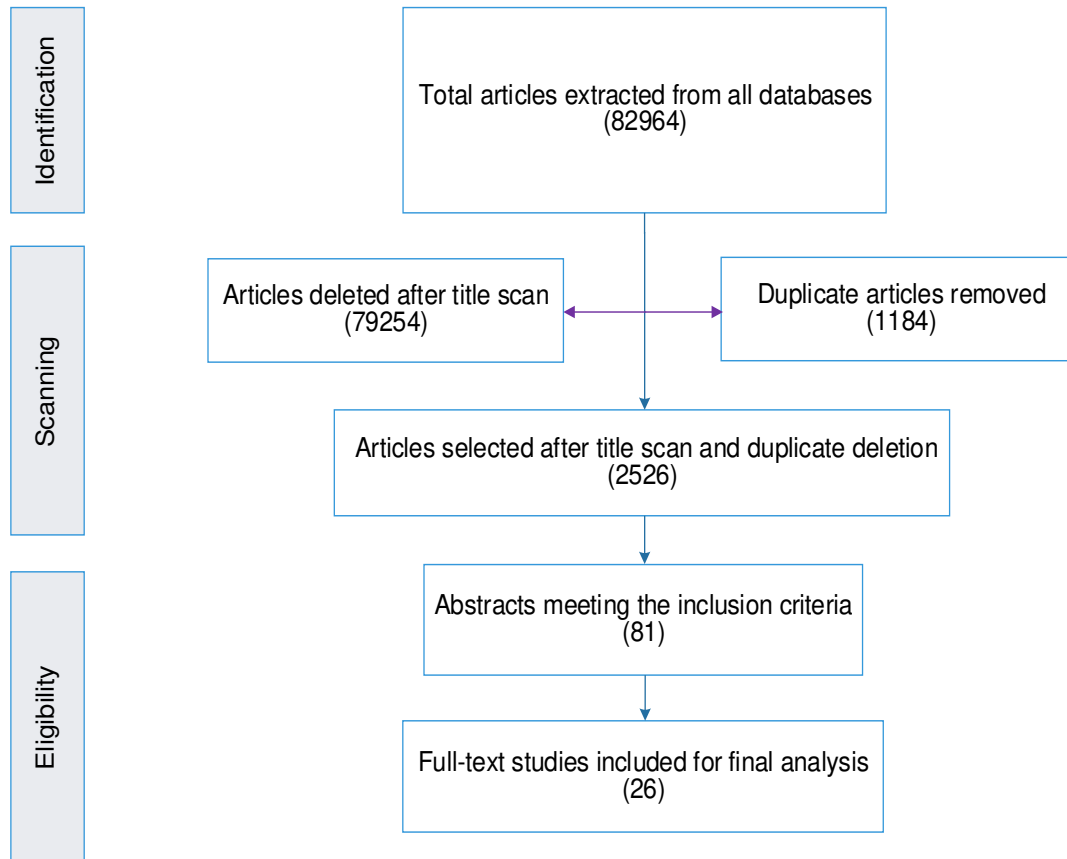 Identification
Total articles extracted from all databases
(82964)
Scanning
Articles deleted after title scan
(79254)
Duplicate articles removed
(1184)
Articles selected after title scan and duplicate deletion
(2526)
Eligibility
Abstracts meeting the inclusion criteria
(81)
Full-text studies included for final analysis
(26)